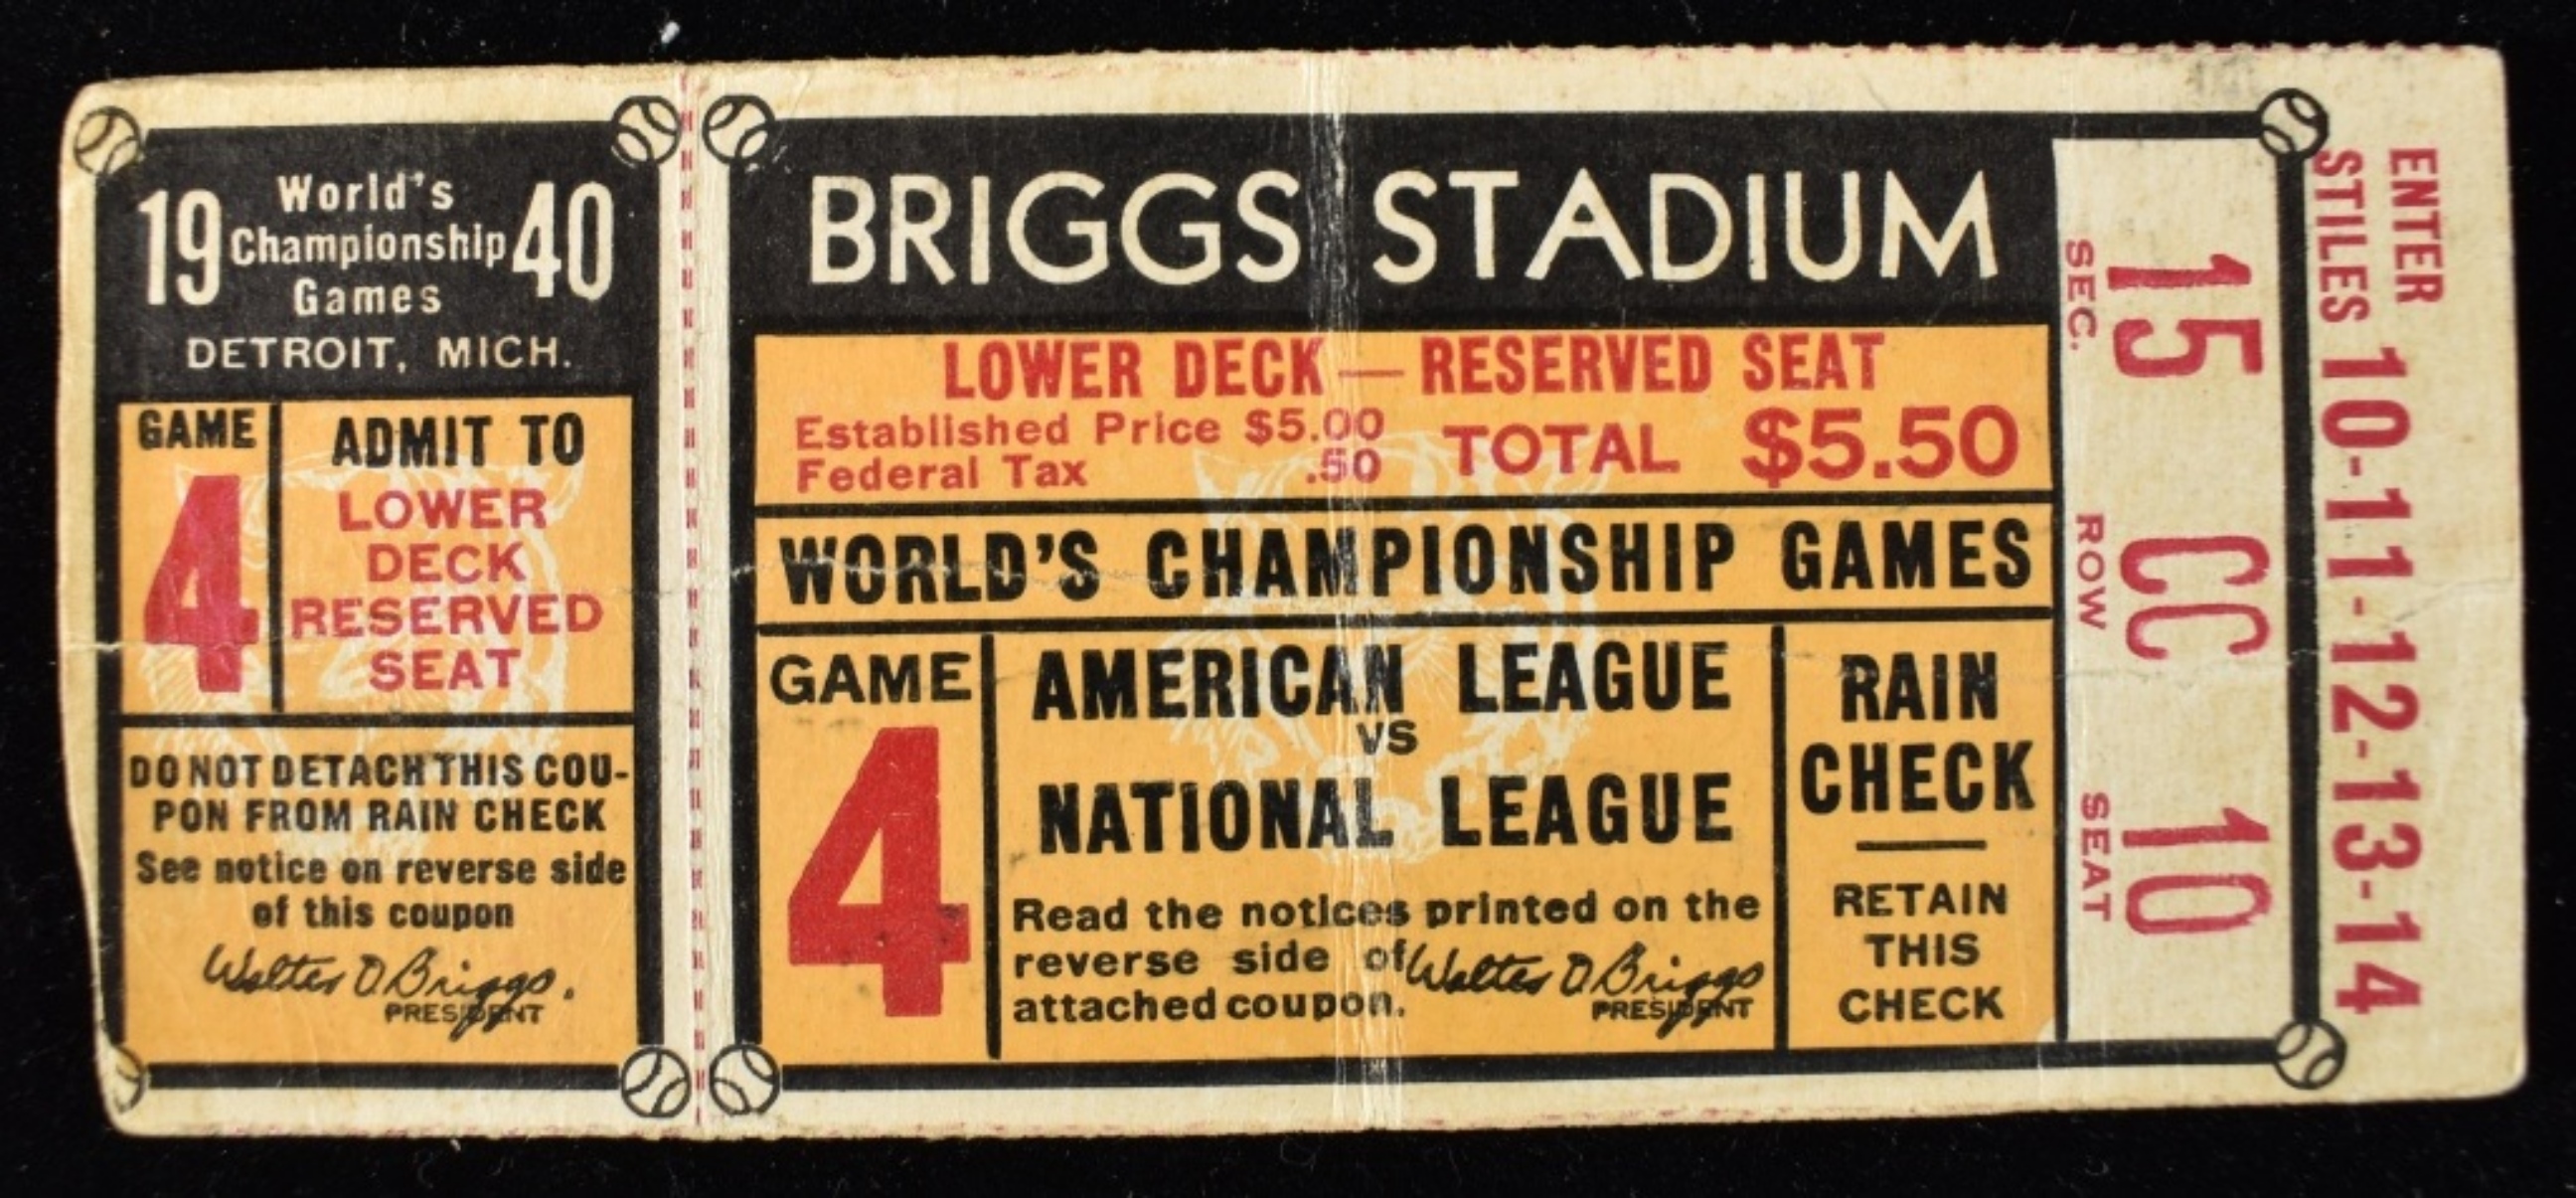 19 World's 40
Championship
Games
DETROIT, MICH.
GAME
4
ADMIT TO
LOWER
DECK
RESERVED
SEAT
DO NOT DETACH THIS COU-
PON FROM RAIN CHECK
See notice on reverse side
of this coupon
Walter O Briggs.
PRESIDENT
BRIGGS STADIUM
LOWER DECK — RESERVED SEAT
Established Price $5.00
Federal Tax .50
TOTAL $5.50
WORLD'S CHAMPIONSHIP GAMES
GAME
4
AMERICAN LEAGUE
VS
NATIONAL LEAGUE
Read the notices printed on the
reverse side of
attached coupon.
Walter O Briggs
PRESIDENT
RAIN
CHECK
RETAIN
THIS
CHECK
SEC. 15
ROW CC
SEAT 10
ENTER
STILES 10-11-12-13-14